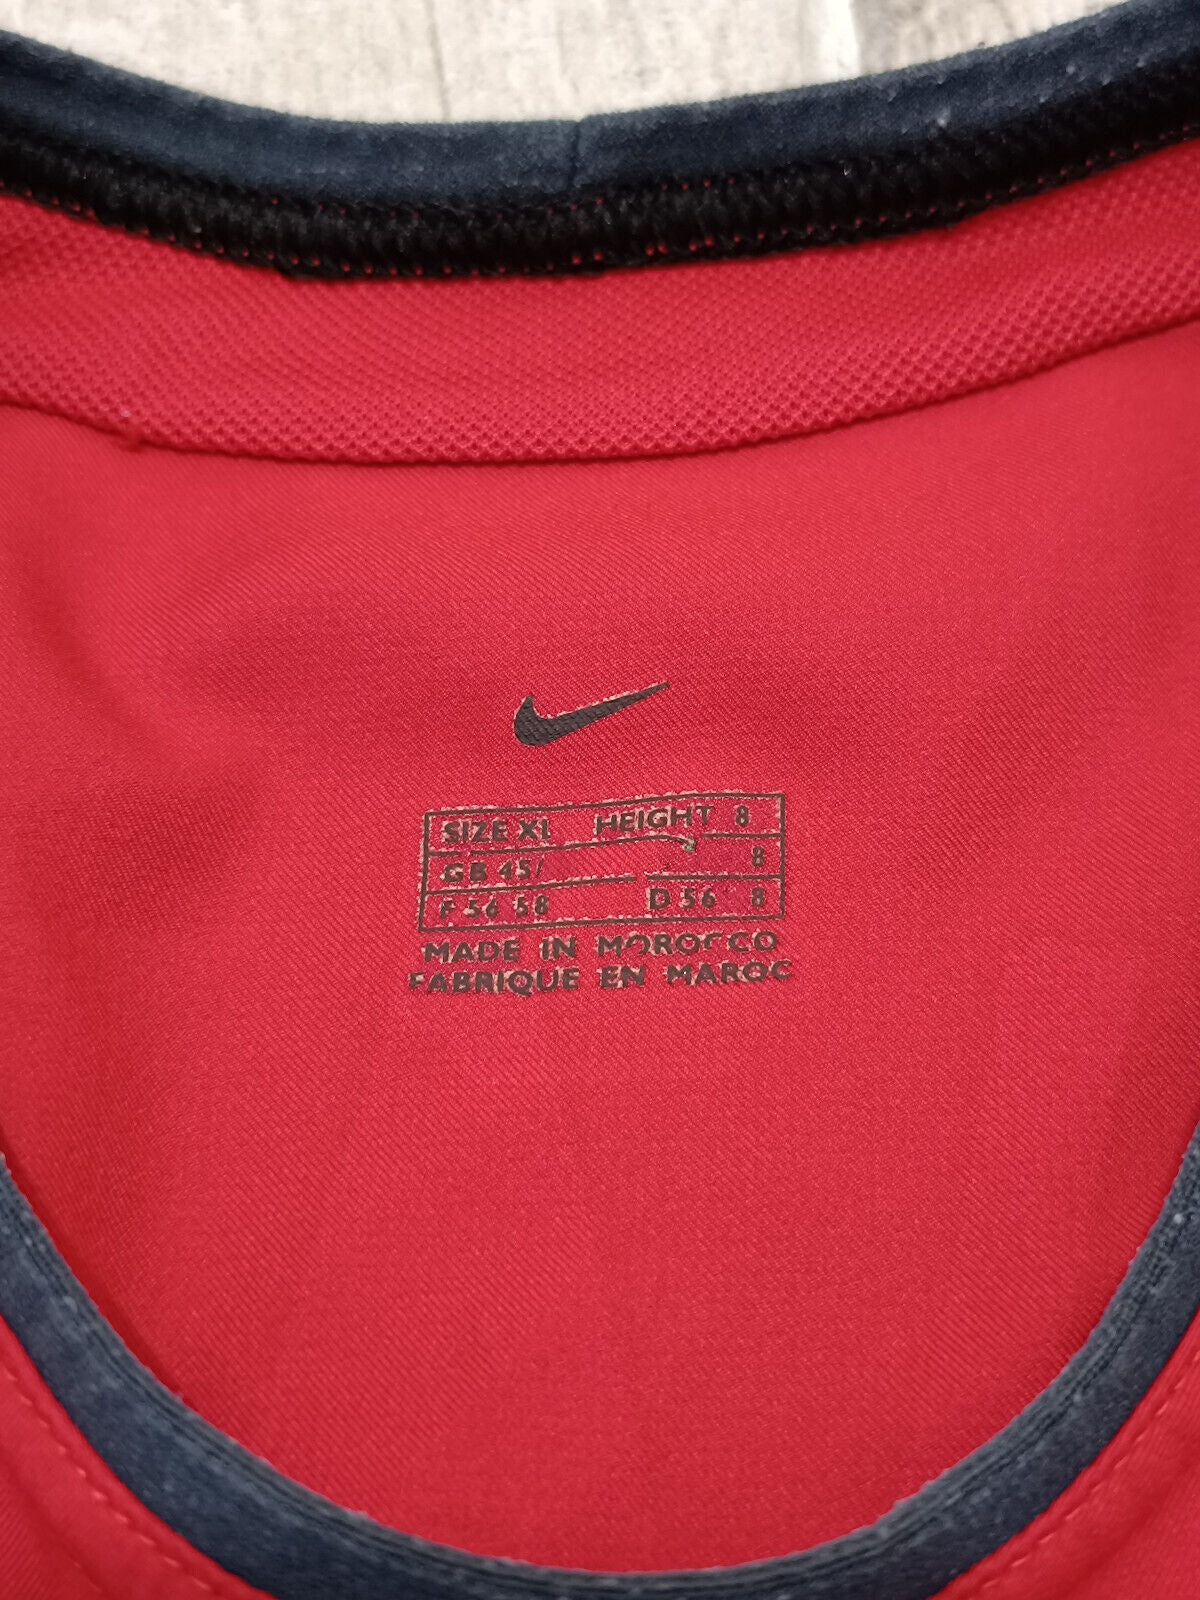 SIZE XL HEIGHT 8
GB 45/ 8
F 56 58 D 56 8
MADE IN MOROCCO
FABRIQUE EN MAROC